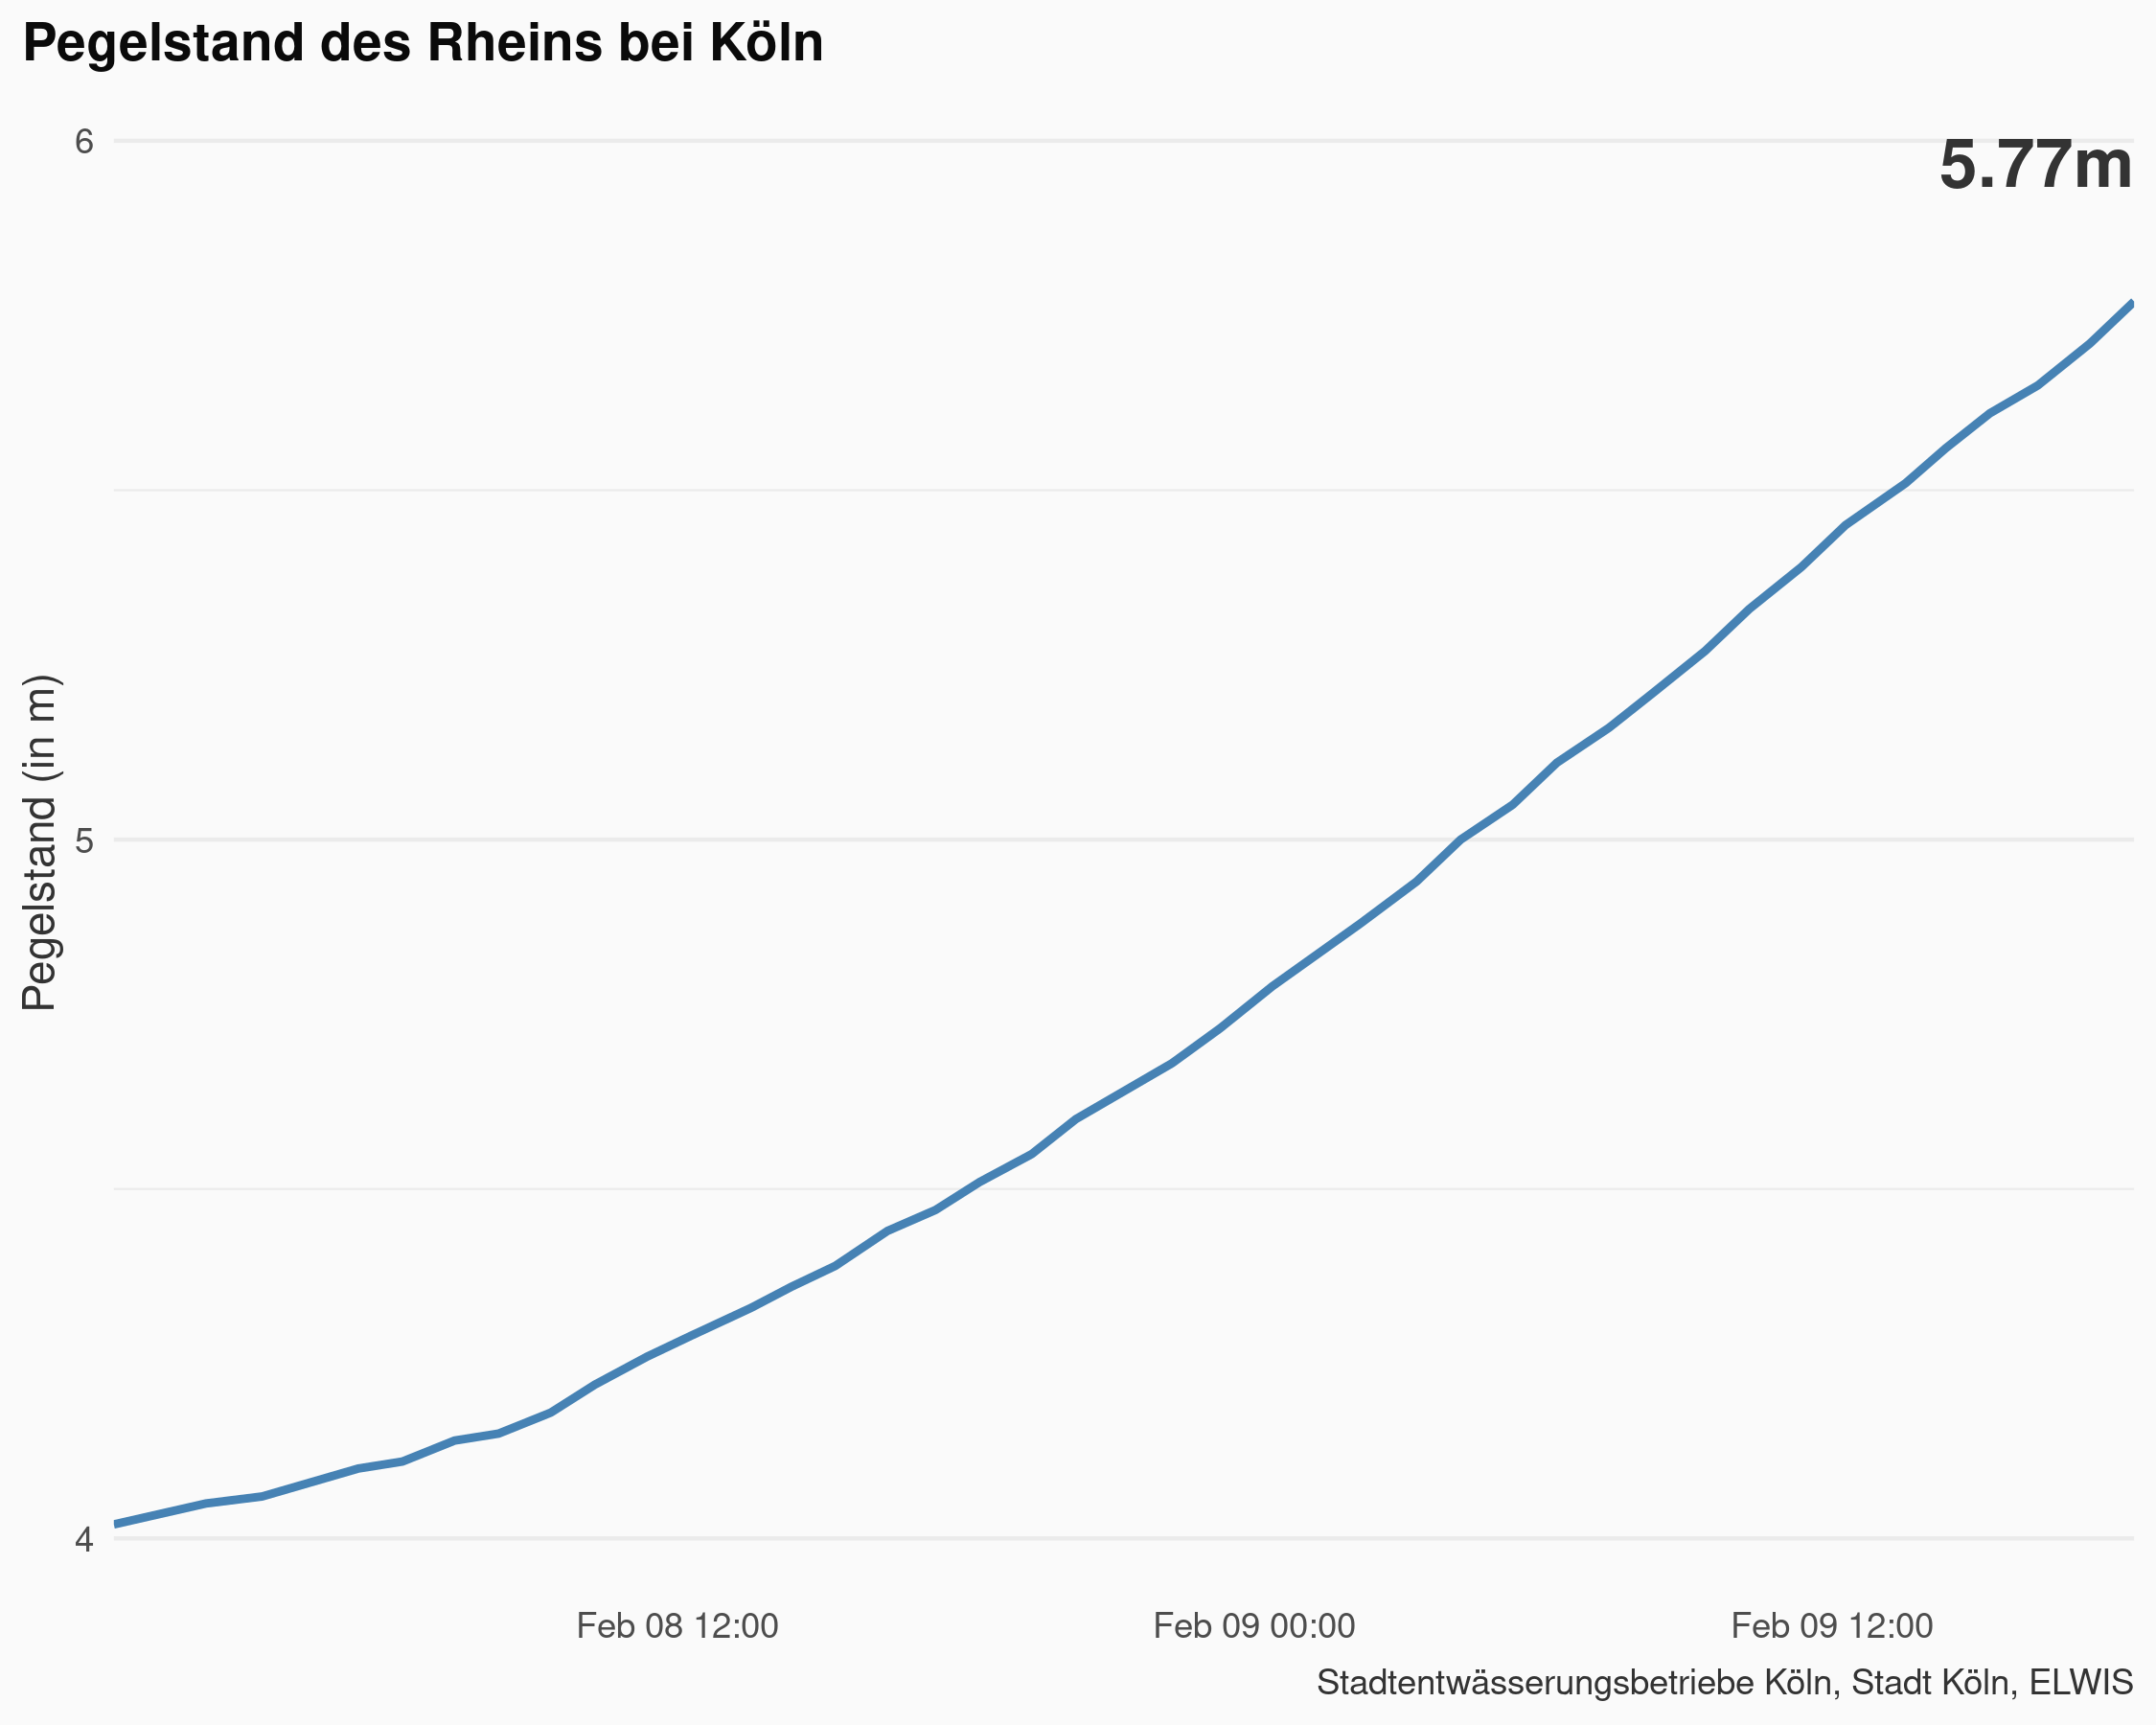 Pegelstand des Rheins bei Köln
6
5.77m
Pegelstand (in m)
5
4
Feb 08 12:00
Feb 09 00:00
Feb 09 12:00
Stadtentwässerungsbetriebe Köln, Stadt Köln, ELWIS